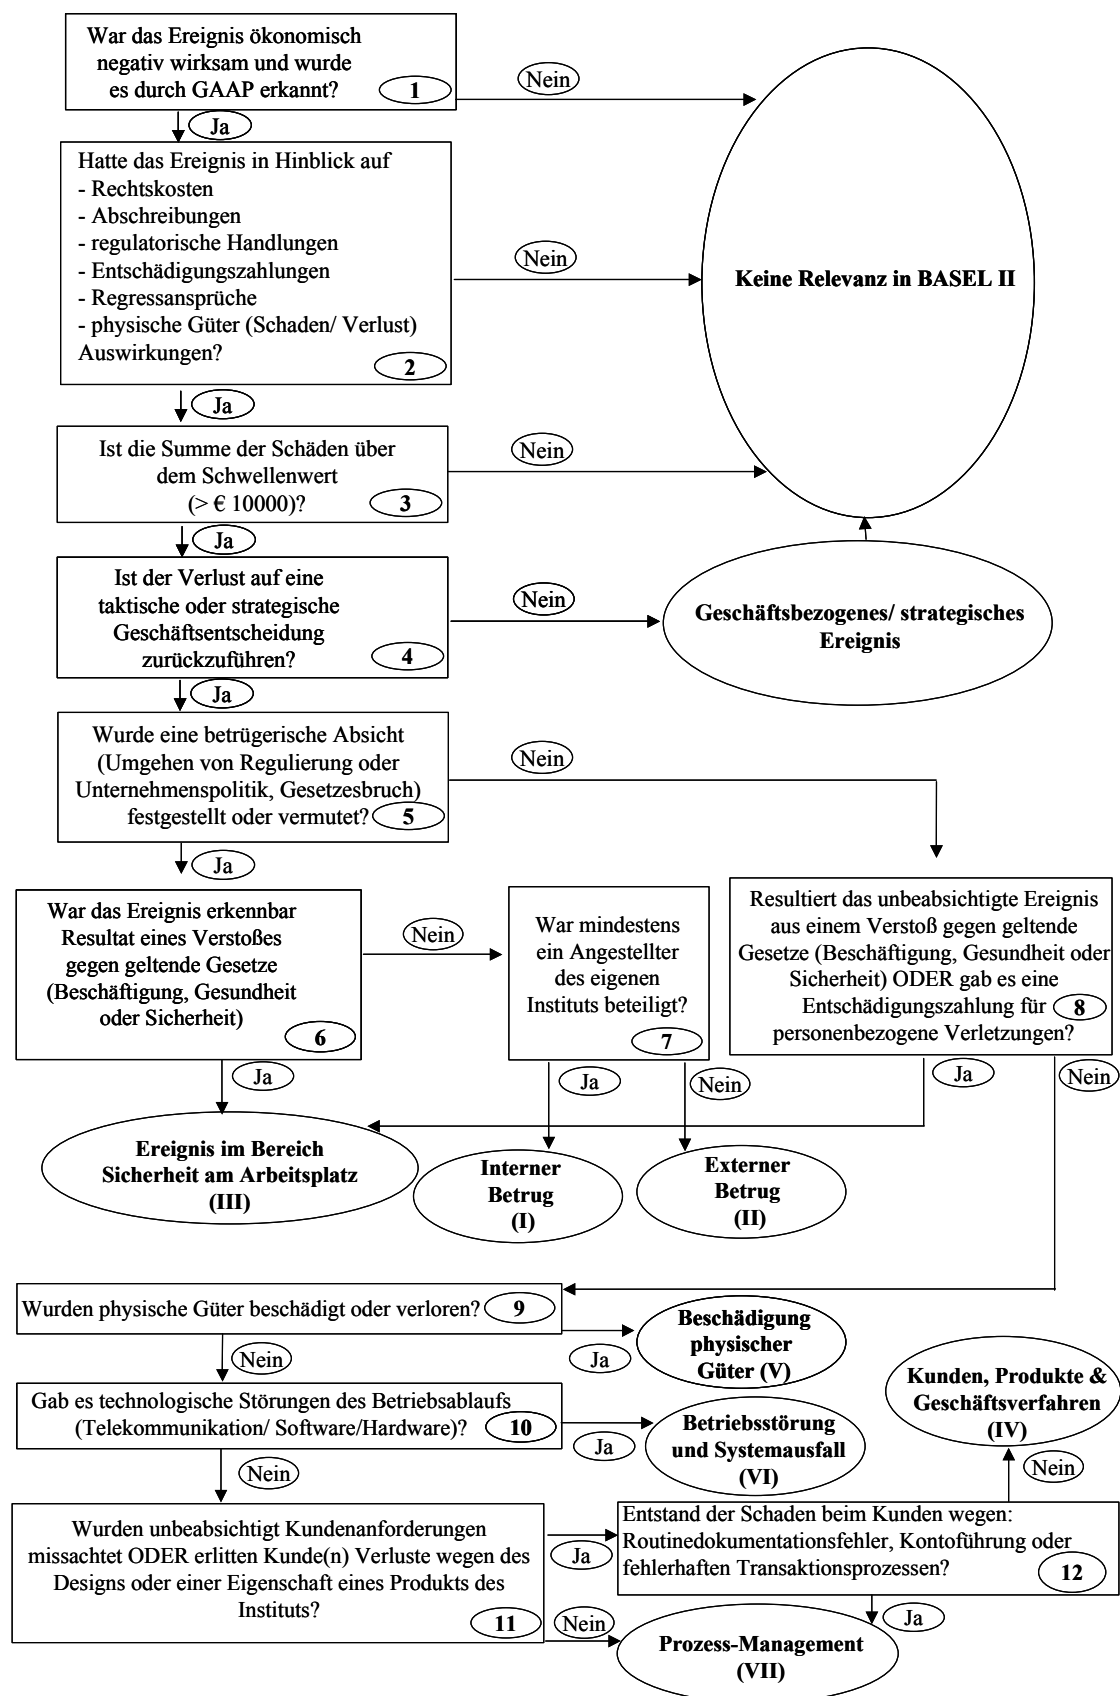 War das Ereignis ökonomisch
negativ wirksam und wurde
es durch GAAP erkannt?
1
Nein
Ja
Hatte das Ereignis in Hinblick auf
- Rechtskosten
- Abschreibungen
- regulatorische Handlungen
- Entschädigungszahlungen
- Regressansprüche
- physische Güter (Schaden/ Verlust)
Auswirkungen?
2
Nein
Keine Relevanz in BASEL II
Ja
Ist die Summe der Schäden über
dem Schwellenwert
(> € 10000)?
3
Nein
Ja
Ist der Verlust auf eine
taktische oder strategische
Geschäftsentscheidung
zurückzuführen?
4
Nein
Geschäftsbezogenes/ strategisches
Ereignis
Ja
Wurde eine betrügerische Absicht
(Umgehen von Regulierung oder
Unternehmenspolitik, Gesetzesbruch)
festgestellt oder vermutet?
5
Nein
Ja
War das Ereignis erkennbar
Resultat eines Verstoßes
gegen geltende Gesetze
(Beschäftigung, Gesundheit
oder Sicherheit)
6
Nein
War mindestens
ein Angestellter
des eigenen
Instituts beteiligt?
7
Resultiert das unbeabsichtigte Ereignis
aus einem Verstoß gegen geltende
Gesetze (Beschäftigung, Gesundheit oder
Sicherheit) ODER gab es eine
Entschädigungszahlung für
personenbezogene Verletzungen?
8
Ja
Ja
Nein
Ja
Nein
Ereignis im Bereich
Sicherheit am Arbeitsplatz
(III)
Interner
Betrug
(I)
Externer
Betrug
(II)
Wurden physische Güter beschädigt oder verloren?
9
Ja
Beschädigung
physischer
Güter (V)
Nein
Gab es technologische Störungen des Betriebsablaufs
(Telekommunikation/ Software/Hardware)?
10
Ja
Betriebsstörung
und Systemausfall
(VI)
Kunden, Produkte &
Geschäftsverfahren
(IV)
Nein
Nein
Wurden unbeabsichtigt Kundenanforderungen
missachtet ODER erlitten Kunde(n) Verluste wegen des
Designs oder einer Eigenschaft eines Produkts des
Instituts?
11
Ja
Entstand der Schaden beim Kunden wegen:
Routinedokumentationsfehler, Kontoführung oder
fehlerhaften Transaktionsprozessen?
12
Nein
Ja
Prozess-Management
(VII)